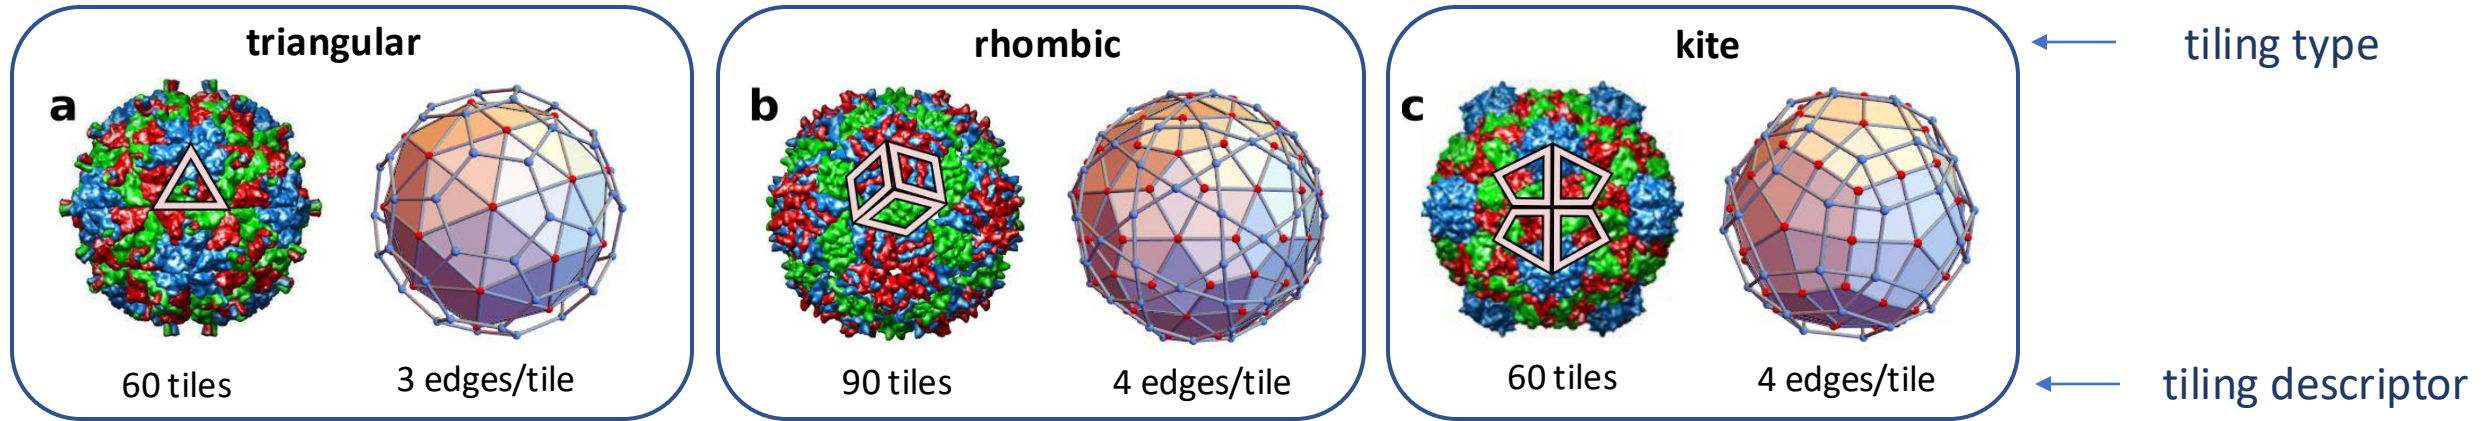 triangular
a
60 tiles
3 edges/tile
rhombic
b
90 tiles
4 edges/tile
kite
c
60 tiles
4 edges/tile
tiling type
tiling descriptor